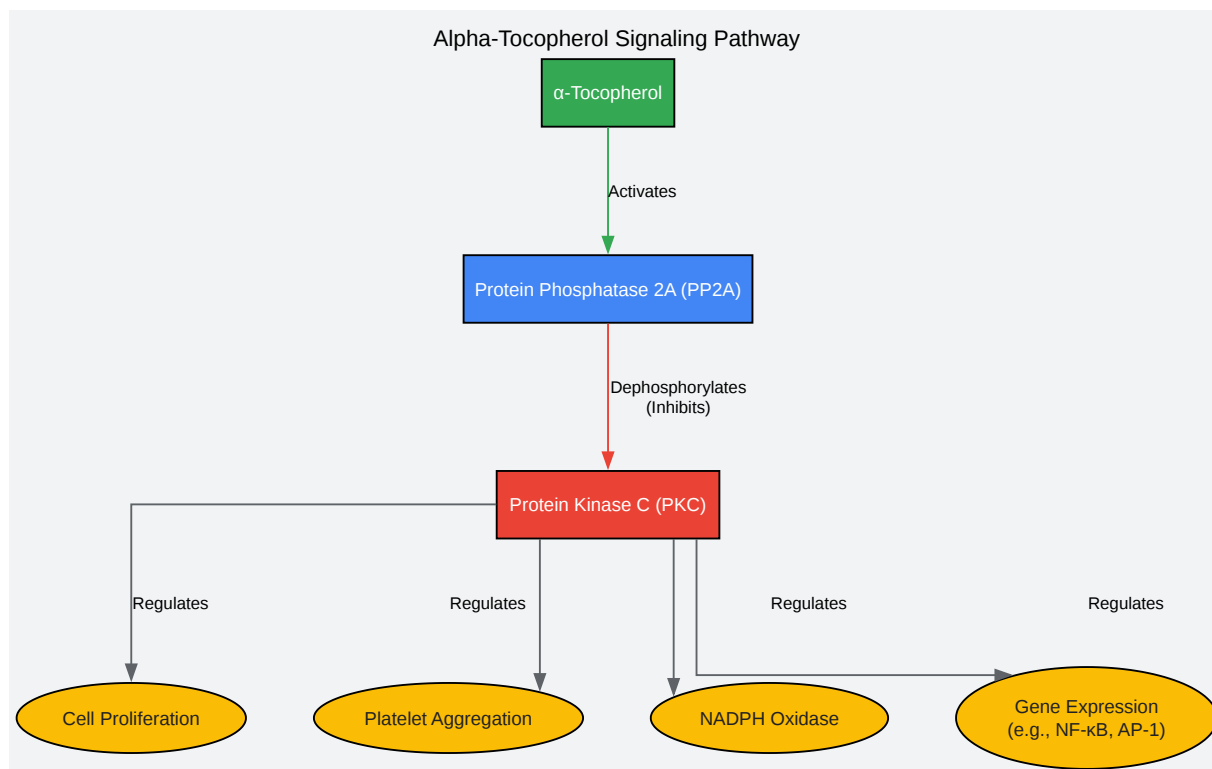 Alpha-Tocopherol Signaling Pathway
α-Tocopherol
Activates
Protein Phosphatase 2A (PP2A)
Dephosphorylates
(Inhibits)
Protein Kinase C (PKC)
Regulates
Regulates
Regulates
Regulates
Cell Proliferation
Platelet Aggregation
NADPH Oxidase
Gene Expression
(e.g., NF-κB, AP-1)